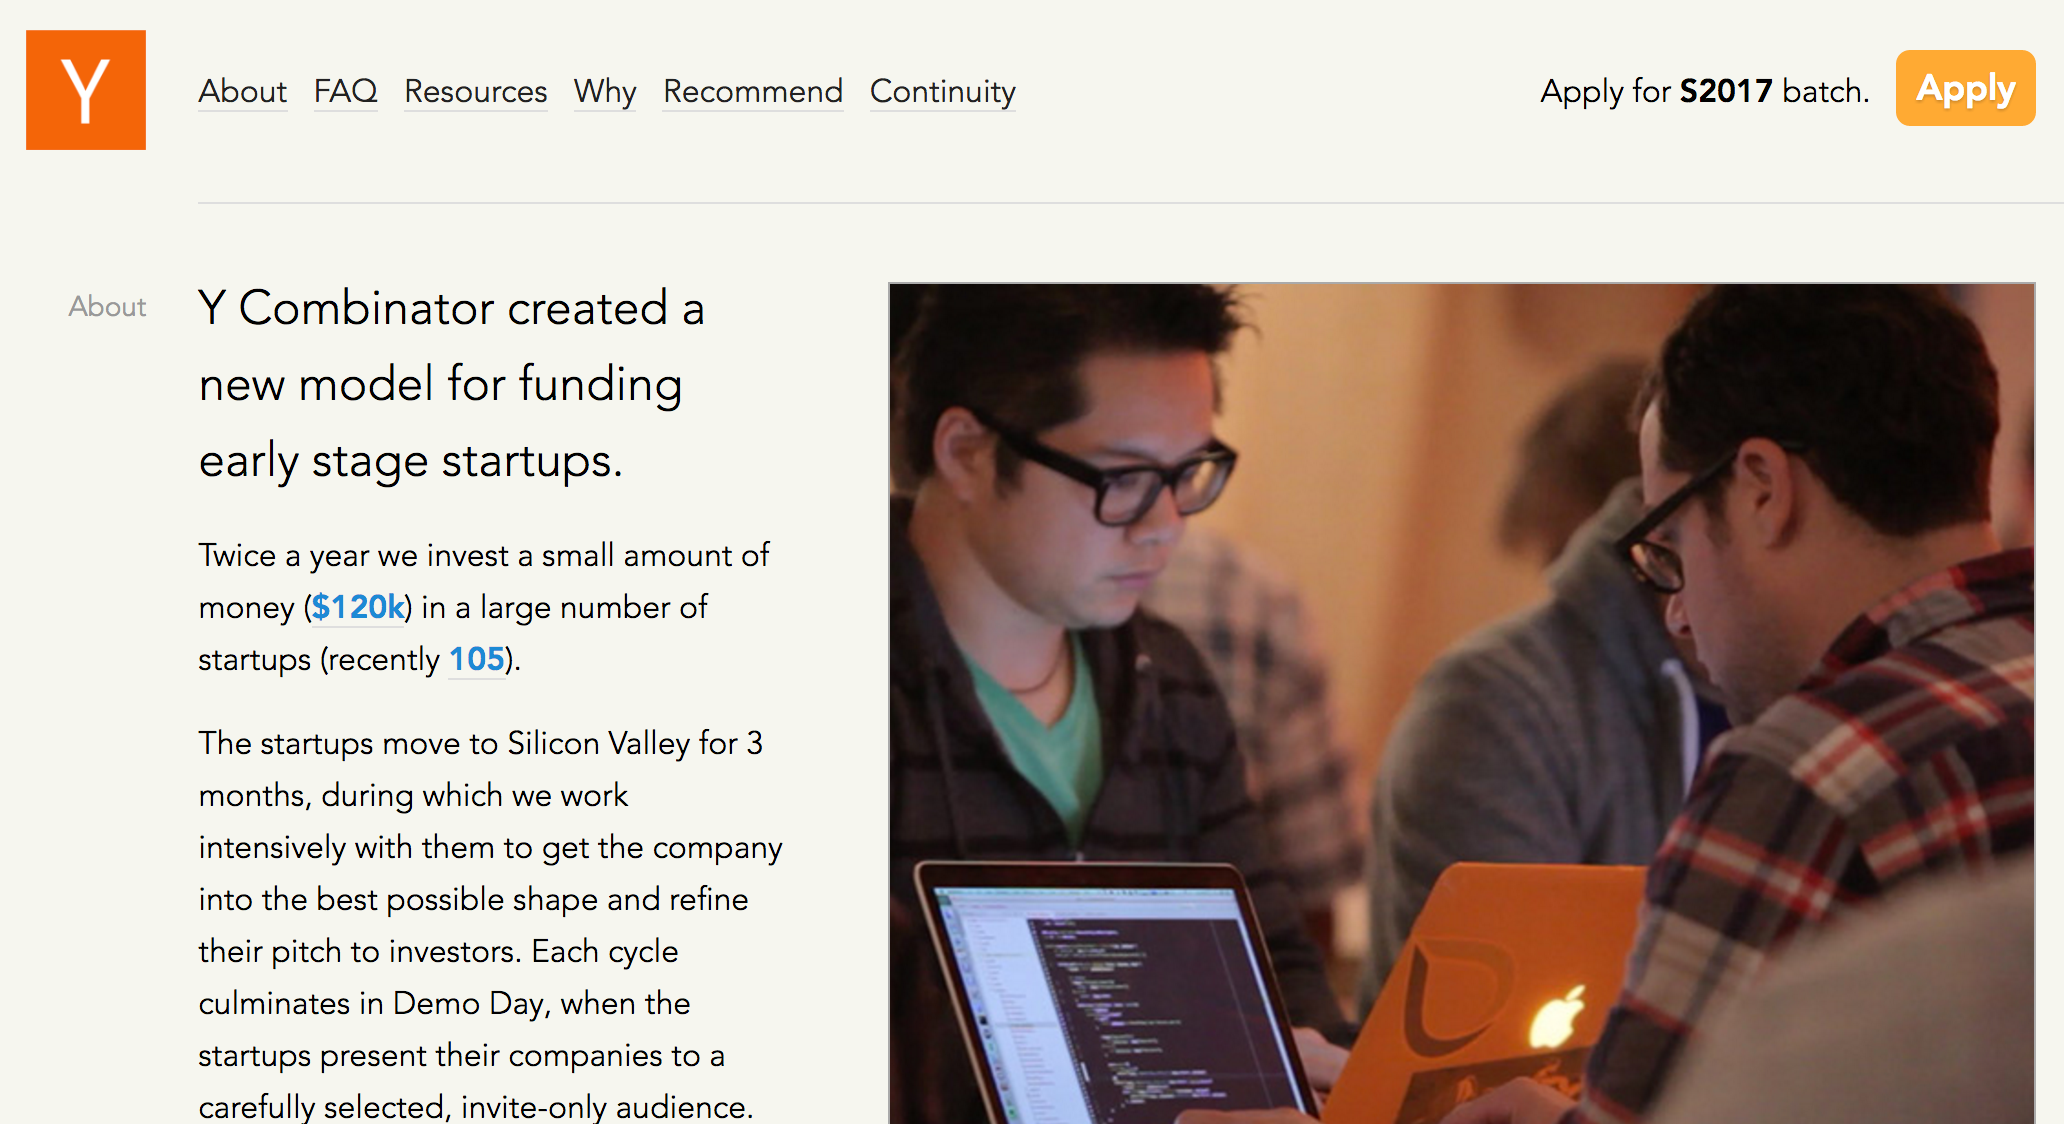 Y
About FAQ Resources Why Recommend Continuity
Apply for S2017 batch. Apply
About
Y Combinator created a
new model for funding
early stage startups.
Twice a year we invest a small amount of
money ($120k) in a large number of
startups (recently 105).
The startups move to Silicon Valley for 3
months, during which we work
intensively with them to get the company
into the best possible shape and refine
their pitch to investors. Each cycle
culminates in Demo Day, when the
startups present their companies to a
carefully selected, invite-only audience.